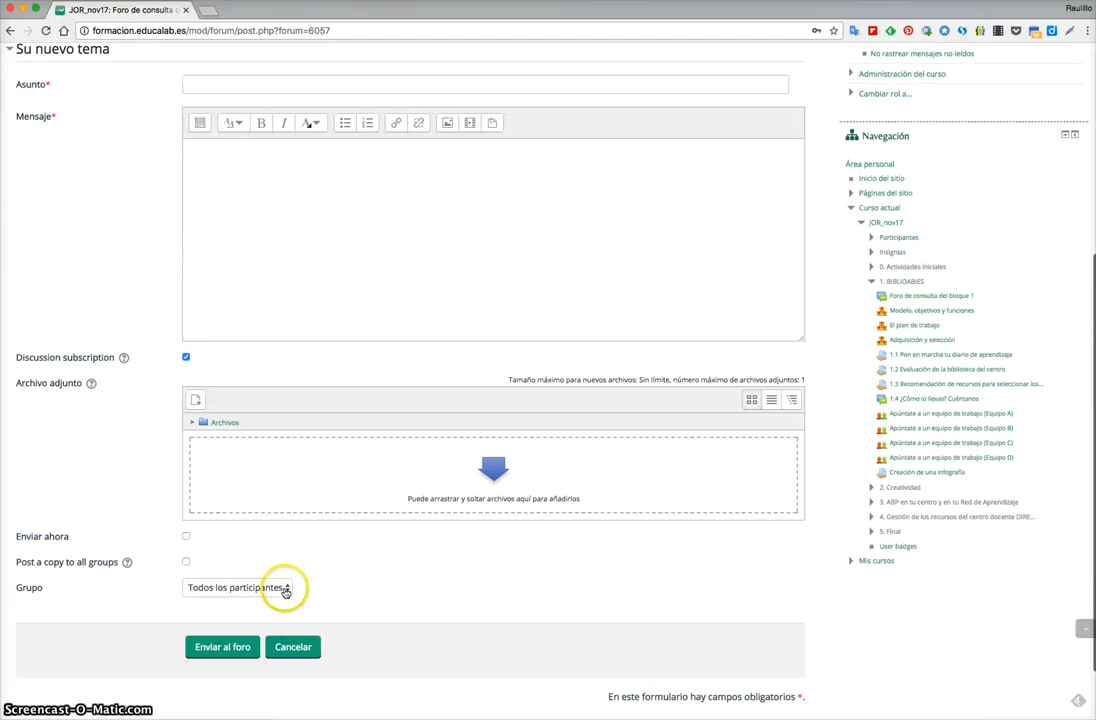 JOR_nov17: Foro de consulta d
Raulillo
formacion.educalab.es/mod/forum/post.php?forum=6057
Su nuevo tema
Asunto*
Mensaje*
Discussion subscription
Archivo adjunto
Tamaño máximo para nuevos archivos: Sin límite, número máximo de archivos adjuntos: 1
Archivos
Puede arrastrar y soltar archivos aquí para añadirlos
Enviar ahora
Post a copy to all groups
Grupo
Todos los participantes
Enviar al foro
Cancelar
En este formulario hay campos obligatorios *.
No rastrear mensajes no leídos
Administración del curso
Cambiar rol a...
Navegación
Área personal
Inicio del sitio
Páginas del sitio
Curso actual
JOR_nov17
Participantes
Insignias
0. Actividades iniciales
1. BIBLIOABIES
Foro de consulta del bloque 1
Modelo, objetivos y funciones
El plan de trabajo
Adquisición y selección
1.1 Pon en marcha tu diario de aprendizaje
1.2 Evaluación de la biblioteca del centro
1.3 Recomendación de recursos para seleccionar los...
1.4 ¿Cómo lo llevas? Cuéntanos
Apúntate a un equipo de trabajo (Equipo A)
Apúntate a un equipo de trabajo (Equipo B)
Apúntate a un equipo de trabajo (Equipo C)
Apúntate a un equipo de trabajo (Equipo D)
Creación de una infografía
2. Creatividad
3. ABP en tu centro y en tu Red de Aprendizaje
4. Gestión de los recursos del centro docente DIRE...
5. Final
User badges
Mis cursos
Screencast-O-Matic.com